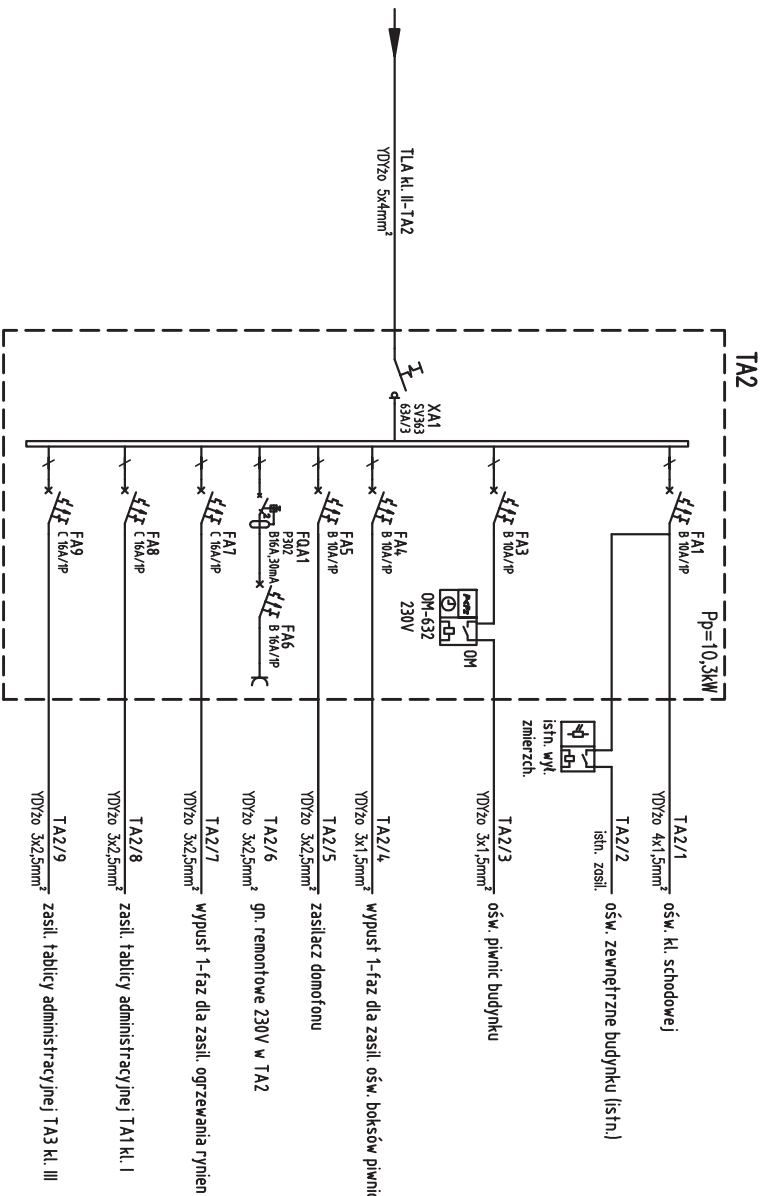 TA2
Pp=10,3kW
TLA kl. II-TA2
YDYżo 5x4mm²
XA1
SV363
63A/3
FA1
B 10A/1P
FA3
B 10A/1P
FA4
B 10A/1P
FA5
B 10A/1P
FQA1
P302
B16A,30mA
FA6
B 16A/1P
FA7
C 16A/1P
FA8
C 16A/1P
FA9
C 16A/1P
OM
OM-632
230V
istn. wył.
zmierzch.
TA2/1
YDYżo 4x1,5mm²
ośw. kl. schodowej
TA2/2
istn. zasil.
ośw. zewnętrzne budynku (istn.)
TA2/3
YDYżo 3x1,5mm²
ośw. piwnic budynku
TA2/4
YDYżo 3x1,5mm²
wypust 1-faz dla zasil. ośw. boksów
TA2/5
YDYżo 3x2,5mm²
zasilacz domofonu
TA2/6
YDYżo 3x2,5mm²
gn. remontowe 230V w TA2
TA2/7
YDYżo 3x2,5mm²
wypust 1-faz dla zasil. ogrzewania rynien
TA2/8
YDYżo 3x2,5mm²
zasil. tablicy administracyjnej TA1 kl. I
TA2/9
YDYżo 3x2,5mm²
zasil. tablicy administracyjnej TA3 kl. III